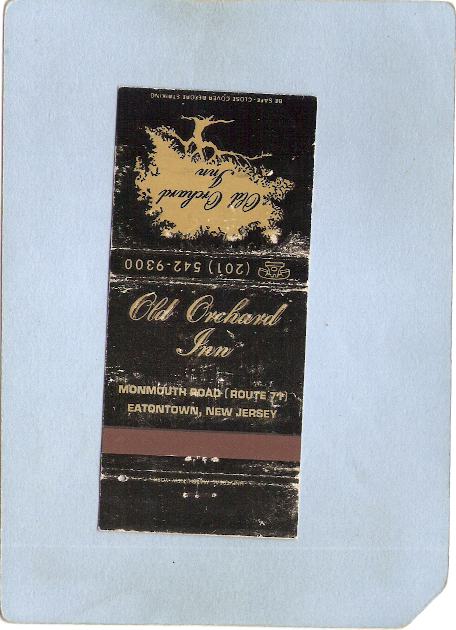 BE SAFE - CLOSE COVER BEFORE STRIKING
Old Orchard
Inn
(201) 542-9300
Old Orchard
Inn
MONMOUTH ROAD (ROUTE 71)
EATONTOWN, NEW JERSEY